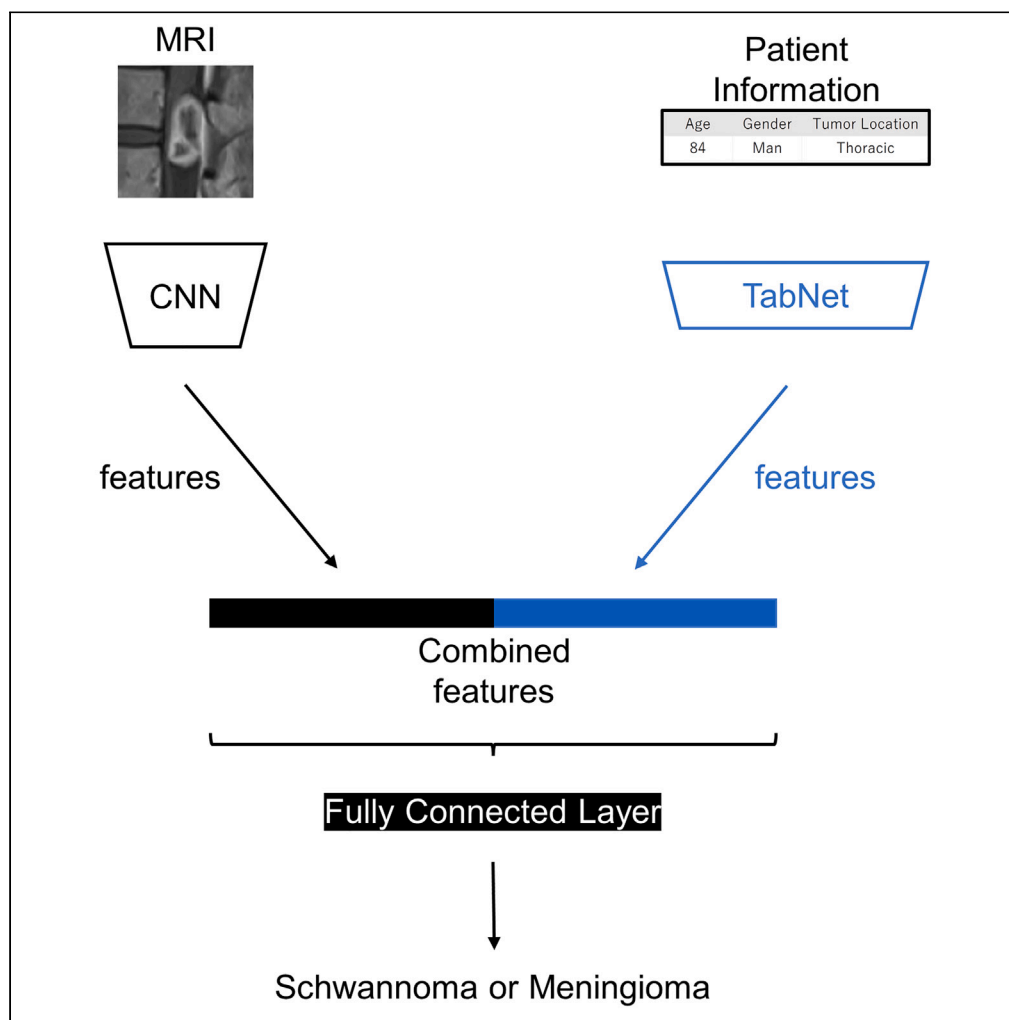 MRI
Patient
Information
Age Gender Tumor Location
84 Man Thoracic
CNN
TabNet
features
features
Combined
features
Fully Connected Layer
Schwannoma or Meningioma